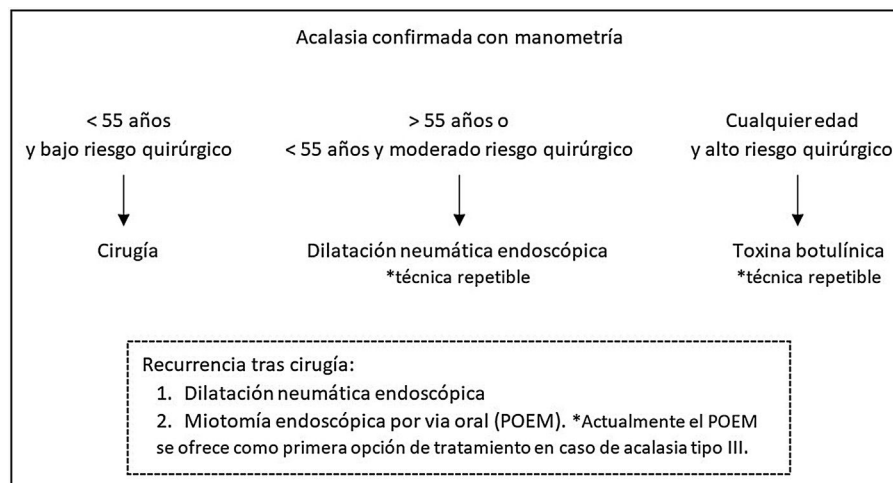 Acalasia confirmada con manometría
< 55 años
y bajo riesgo quirúrgico
> 55 años o
< 55 años y moderado riesgo quirúrgico
Cualquier edad
y alto riesgo quirúrgico
Cirugía
Dilatación neumática endoscópica
*técnica repetible
Toxina botulínica
*técnica repetible
Recurrencia tras cirugía:
1. Dilatación neumática endoscópica
2. Miotomía endoscópica por via oral (POEM). *Actualmente el POEM
se ofrece como primera opción de tratamiento en caso de acalasia tipo III.